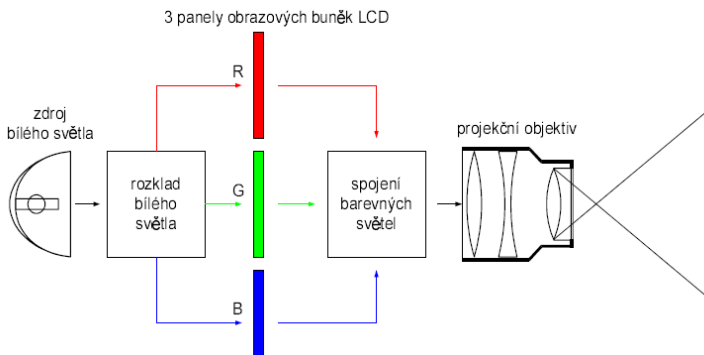 3 panely obrazových buněk LCD
R
zdroj
bílého světla
projekční objektiv
rozklad
bílého
světla
G
spojení
barevných
světel
B